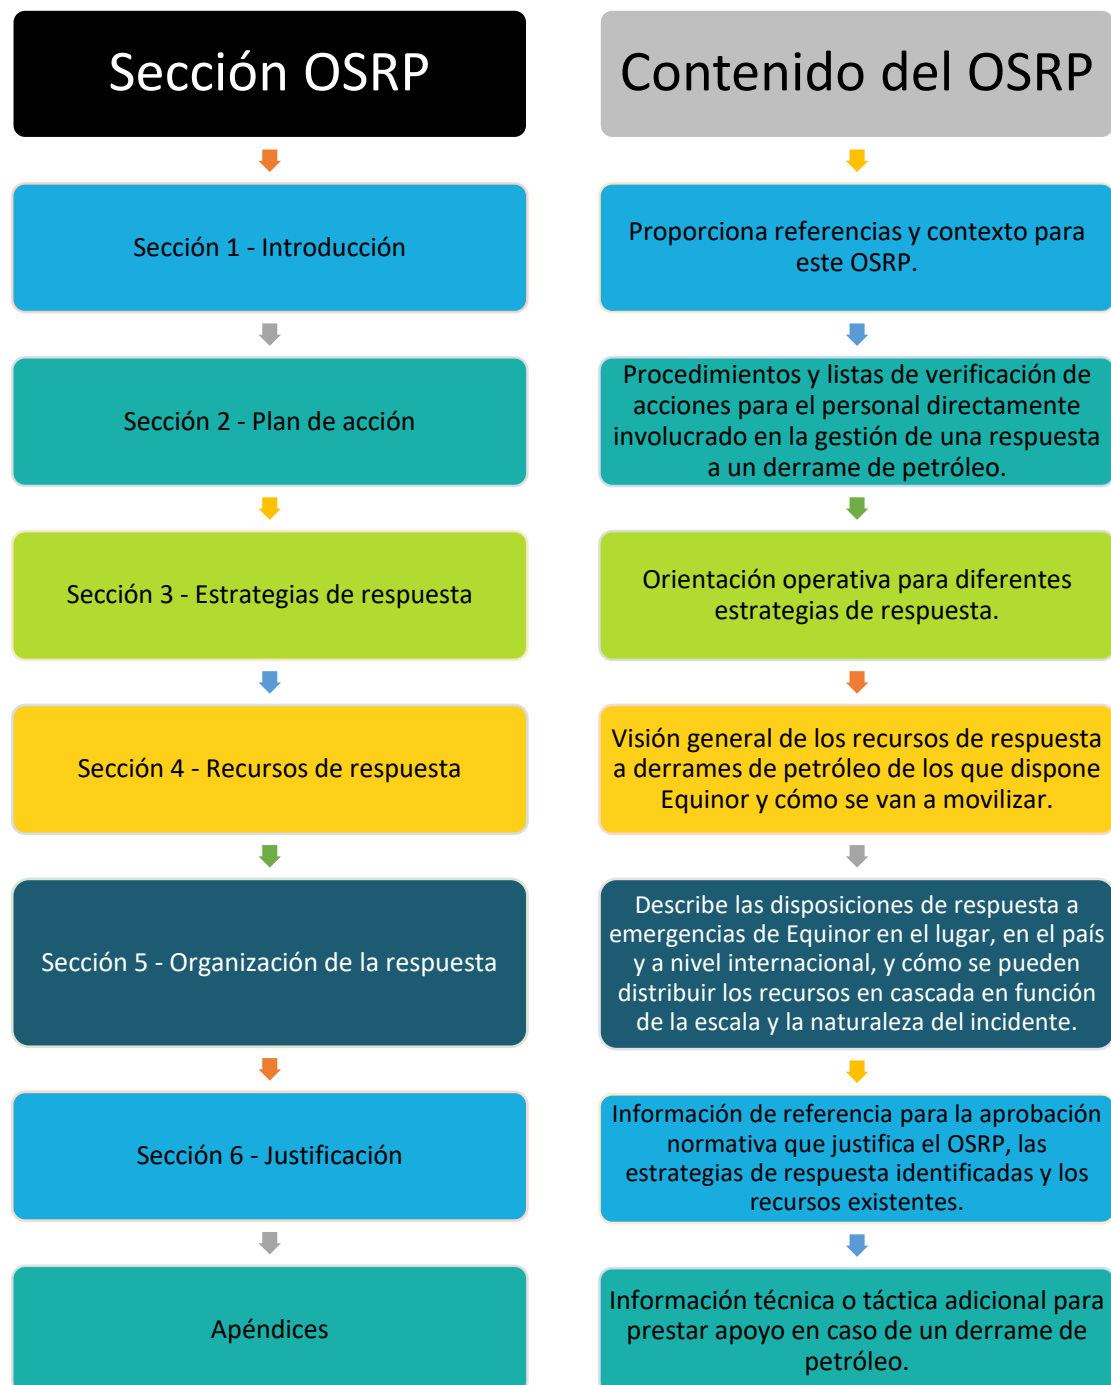 Sección OSRP
Contenido del OSRP
Sección 1 - Introducción
Proporciona referencias y contexto para
este OSRP.
Sección 2 - Plan de acción
Procedimientos y listas de verificación de
acciones para el personal directamente
involucrado en la gestión de una respuesta
a un derrame de petróleo.
Sección 3 - Estrategias de respuesta
Orientación operativa para diferentes
estrategias de respuesta.
Sección 4 - Recursos de respuesta
Visión general de los recursos de respuesta
a derrames de petróleo de los que dispone
Equinor y cómo se van a movilizar.
Sección 5 - Organización de la respuesta
Describe las disposiciones de respuesta a
emergencias de Equinor en el lugar, en el país
y a nivel internacional, y cómo se pueden
distribuir los recursos en cascada en función
de la escala y la naturaleza del incidente.
Sección 6 - Justificación
Información de referencia para la aprobación
normativa que justifica el OSRP, las
estrategias de respuesta identificadas y los
recursos existentes.
Apéndices
Información técnica o táctica adicional para
prestar apoyo en caso de un derrame de
petróleo.